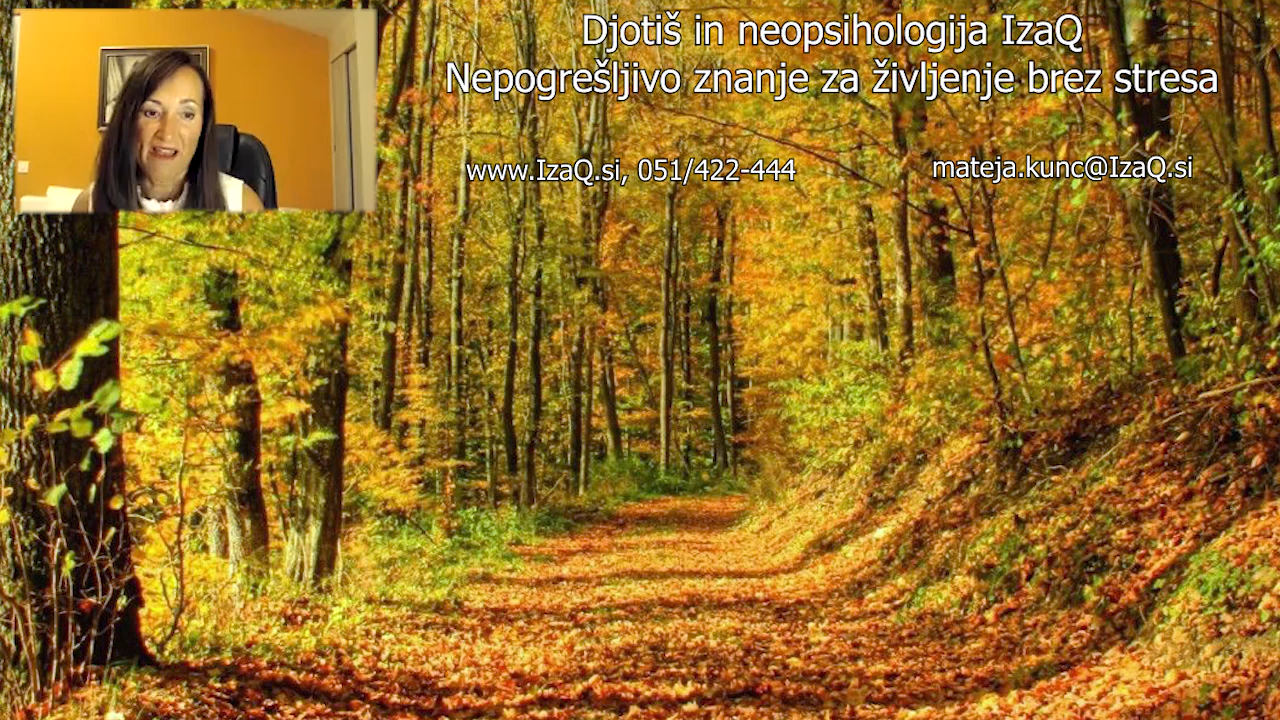 Djotiš in neopsihologija IzaQ
Nepogrešljivo znanje za življenje brez stresa
www.IzaQ.si, 051/422-444
mateja.kunc@IzaQ.si